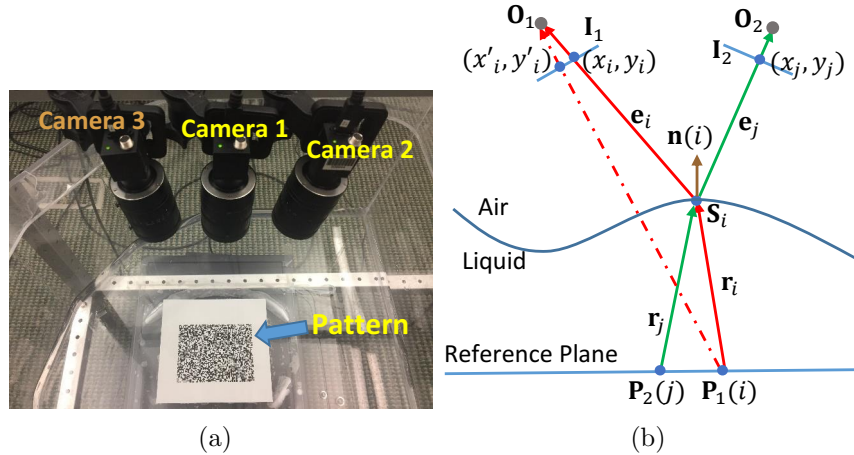 Camera 3
Camera 1
Camera 2
Pattern
(a)
O₁
I₁
O₂
(x'ᵢ, y'ᵢ)
(xᵢ, yᵢ)
I₂
(xⱼ, yⱼ)
eᵢ
eⱼ
n(i)
Air
Sᵢ
Liquid
rⱼ
rᵢ
Reference Plane
P₂(j)
P₁(i)
(b)